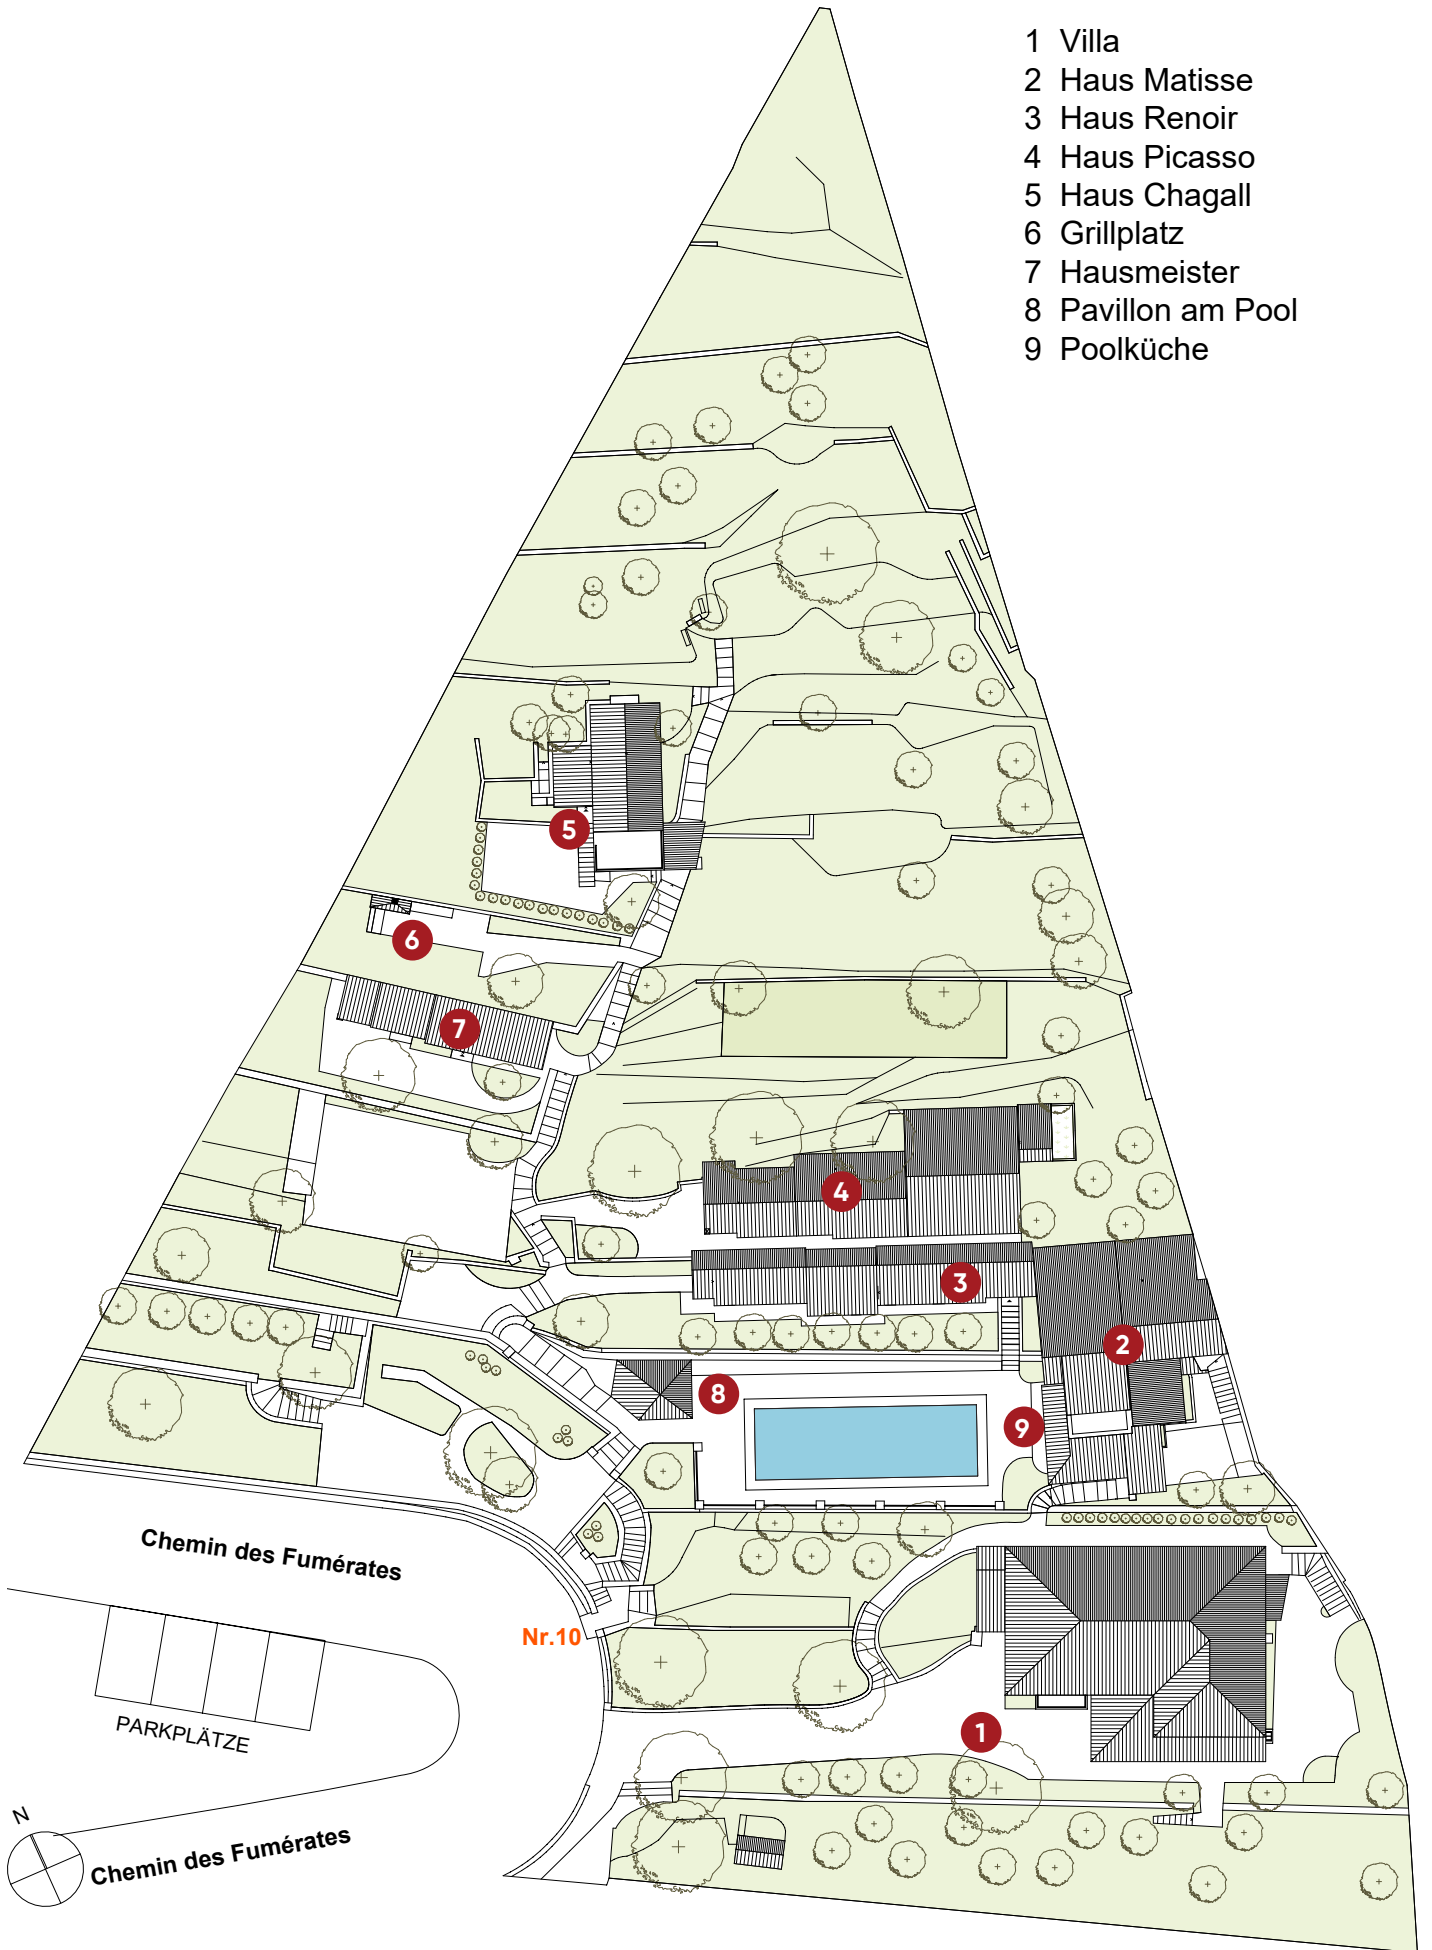 1 Villa
2 Haus Matisse
3 Haus Renoir
4 Haus Picasso
5 Haus Chagall
6 Grillplatz
7 Hausmeister
8 Pavillon am Pool
9 Poolküche
5
6
7
4
3
2
8
9
Chemin des Fumérates
Nr.10
PARKPLÄTZE
1
N
Chemin des Fumérates